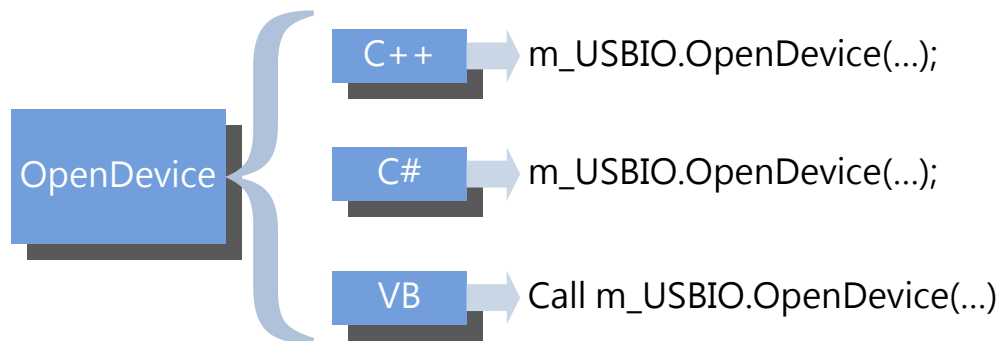 OpenDevice
C++
m_USBIO.OpenDevice(...);
C#
m_USBIO.OpenDevice(...);
VB
Call m_USBIO.OpenDevice(...)